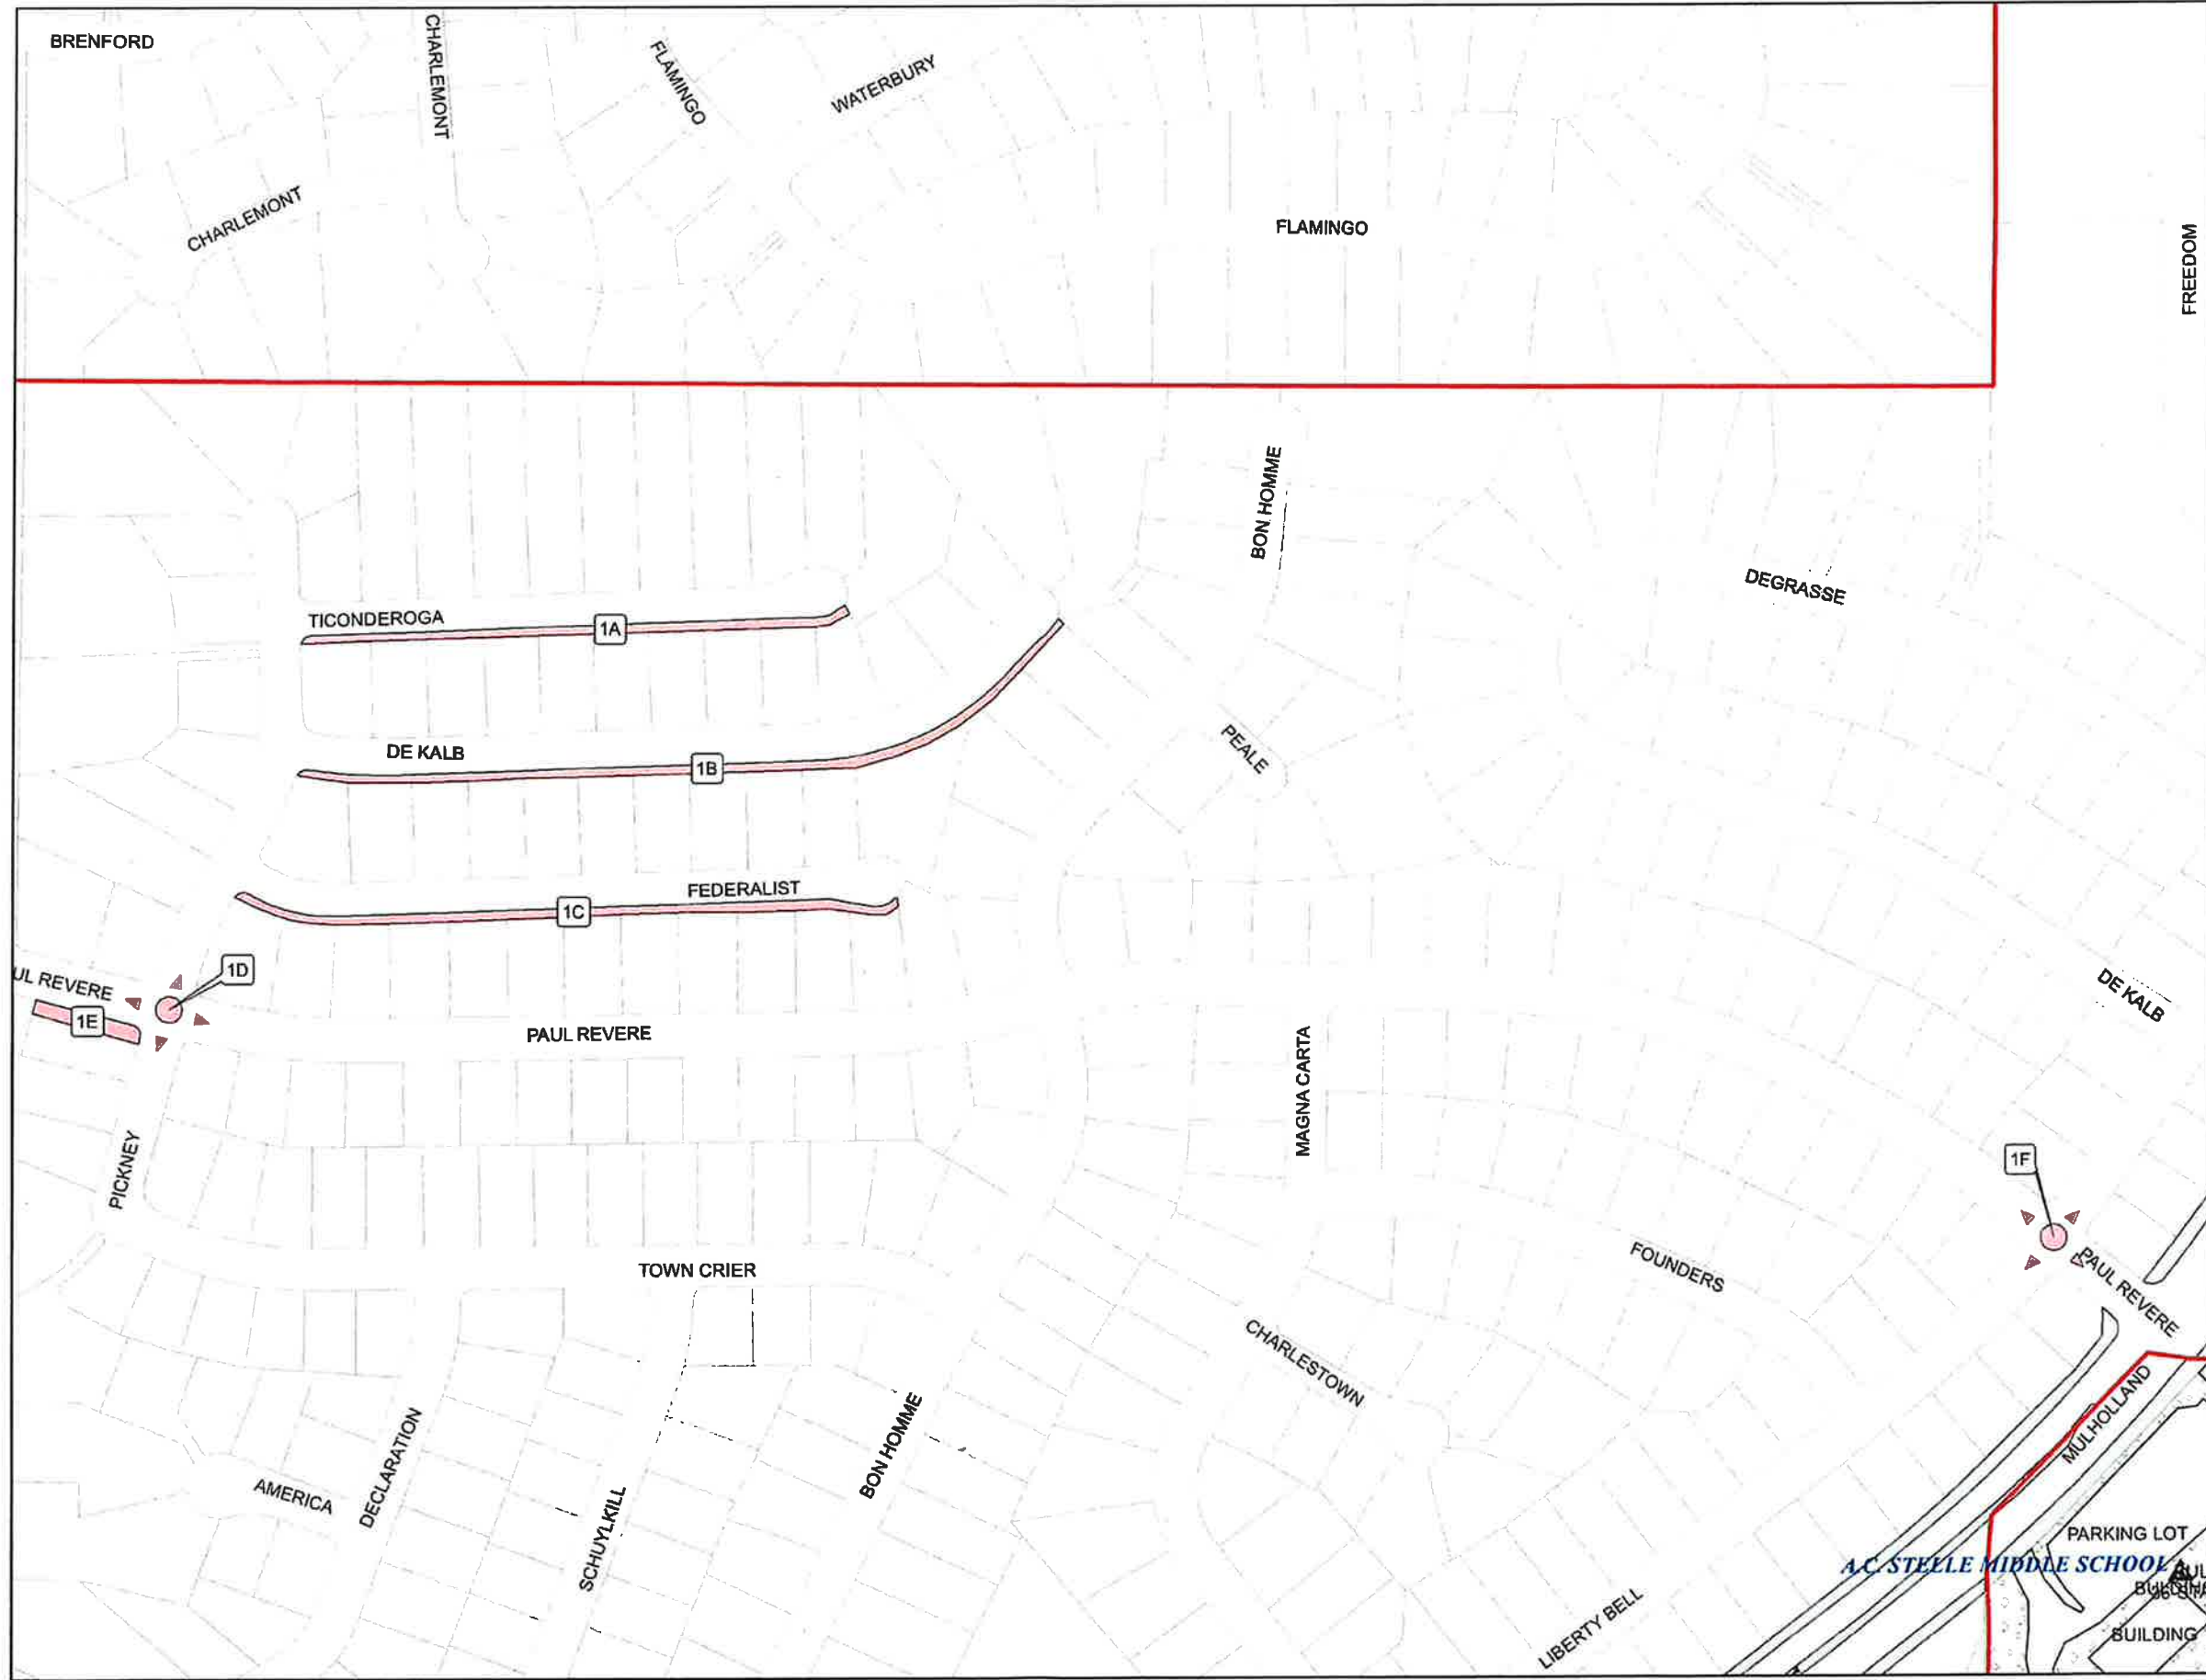 BRENFORD
CHARLEMONT
FLAMINGO
WATERBURY
CHARLEMONT
FLAMINGO
FREEDOM
BON HOMME
DEGRASSE
TICONDEROGA
1A
DE KALB
1B
PEALE
FEDERALIST
1C
1D
UL REVERE
1E
PAUL REVERE
DE KALB
MAGNA CARTA
PICKNEY
1F
TOWN CRIER
FOUNDERS
PAUL REVERE
CHARLESTOWN
MULHOLLAND
DECLARATION
BON HOMME
AMERICA
SCHUYLKILL
PARKING LOT
A.C. STELLE MIDDLE SCHOOL
BUILDING
LIBERTY BELL